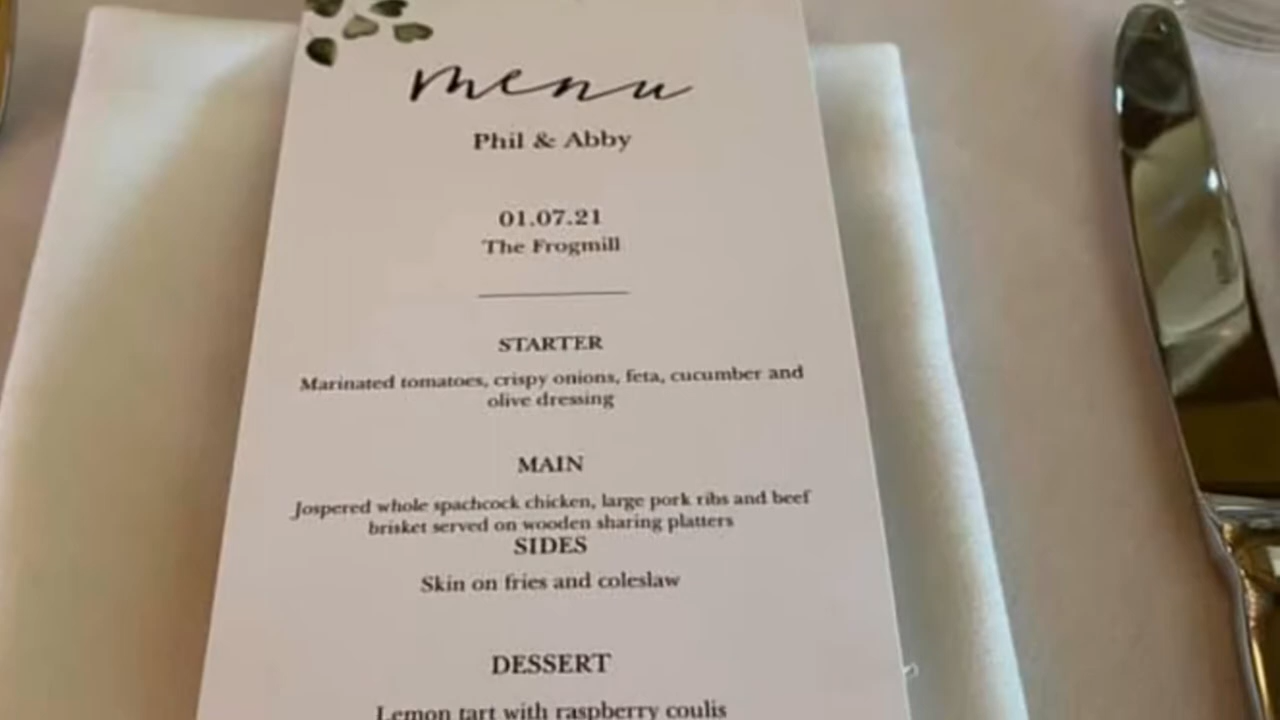 menu
Phil & Abby
01.07.21
The Frogmill
STARTER
Marinated tomatoes, crispy onions, feta, cucumber and
olive dressing
MAIN
Jospered whole spachcock chicken, large pork ribs and beef
brisket served on wooden sharing platters
SIDES
Skin on fries and coleslaw
DESSERT
Lemon tart with raspberry coulis